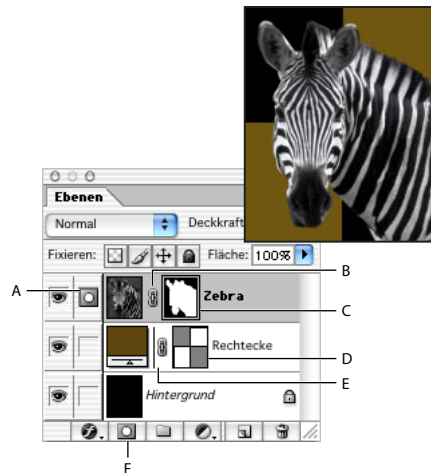 Ebenen
Normal Deckkraft
Fixieren: Fläche: 100%
B
A
Zebra
C
Rechtecke
D
E
Hintergrund
F